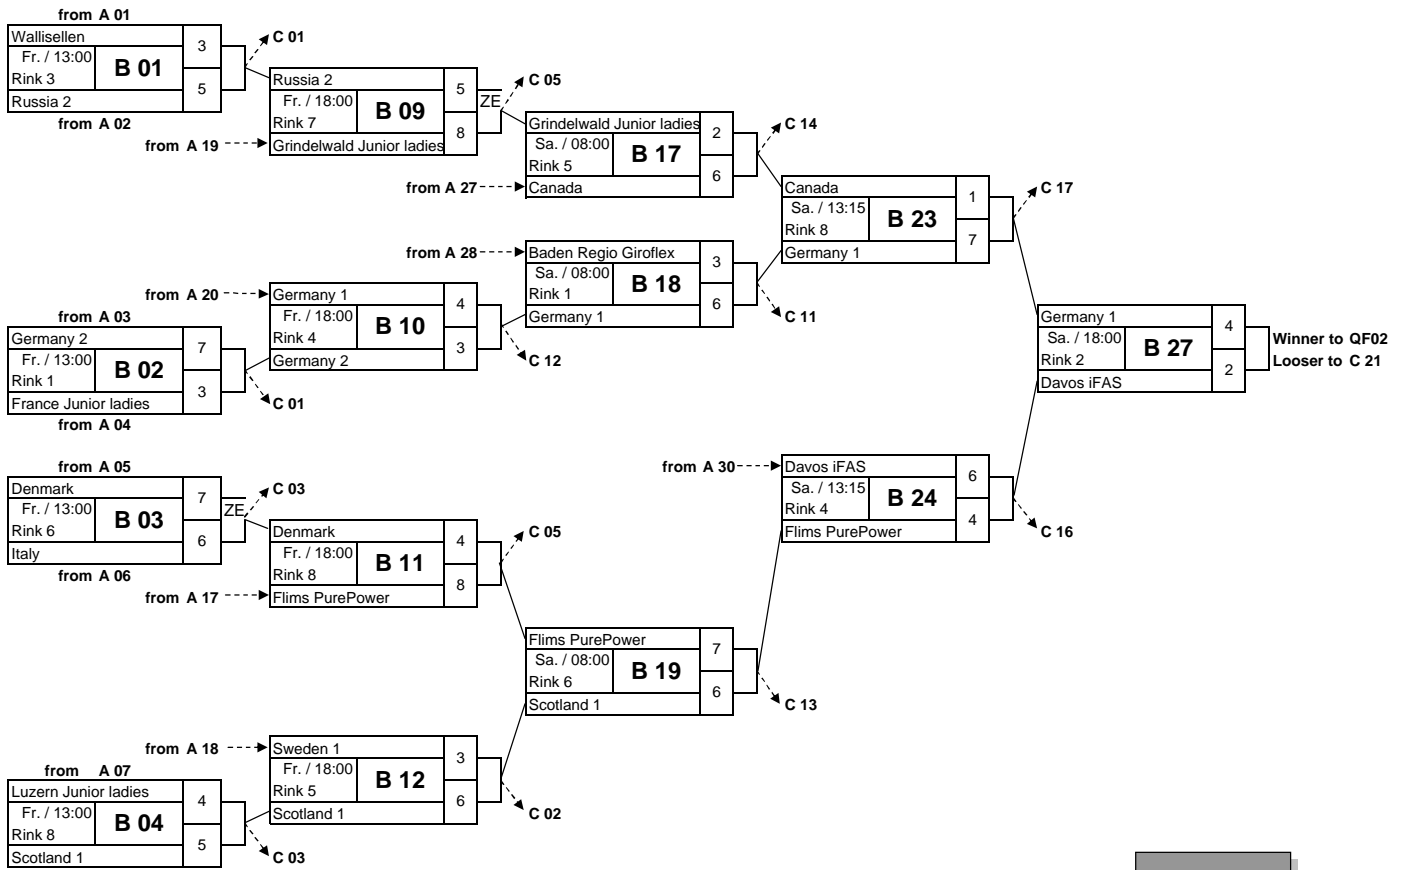 from A 01
Wallisellen
3
Fr. / 13:00
B 01
Rink 3
5
Russia 2
from A 02
C 01
Russia 2
5
ZE
Fr. / 18:00
B 09
Rink 7
8
from A 19
Grindelwald Junior ladies
C 05
Grindelwald Junior ladies
2
Sa. / 08:00
B 17
Rink 5
6
from A 27
Canada
C 14
Canada
1
Sa. / 13:15
B 23
Rink 8
7
Germany 1
C 17
from A 28
Baden Regio Giroflex
3
Sa. / 08:00
B 18
Rink 1
6
Germany 1
C 11
from A 20
Germany 1
4
Fr. / 18:00
B 10
Rink 4
3
Germany 2
C 12
from A 03
Germany 2
7
Fr. / 13:00
B 02
Rink 1
3
France Junior ladies
from A 04
C 01
Germany 1
4
Sa. / 18:00
B 27
Rink 2
2
Davos iFAS
Winner to QF02
Looser to C 21
from A 05
Denmark
7
ZE
Fr. / 13:00
B 03
Rink 6
6
Italy
from A 06
C 03
Denmark
4
Fr. / 18:00
B 11
Rink 8
8
from A 17
Flims PurePower
C 05
from A 30
Davos iFAS
6
Sa. / 13:15
B 24
Rink 4
4
Flims PurePower
C 16
Flims PurePower
7
Sa. / 08:00
B 19
Rink 6
6
Scotland 1
C 13
from A 18
Sweden 1
3
Fr. / 18:00
B 12
Rink 5
6
Scotland 1
C 02
from A 07
Luzern Junior ladies
4
Fr. / 13:00
B 04
Rink 8
5
Scotland 1
C 03